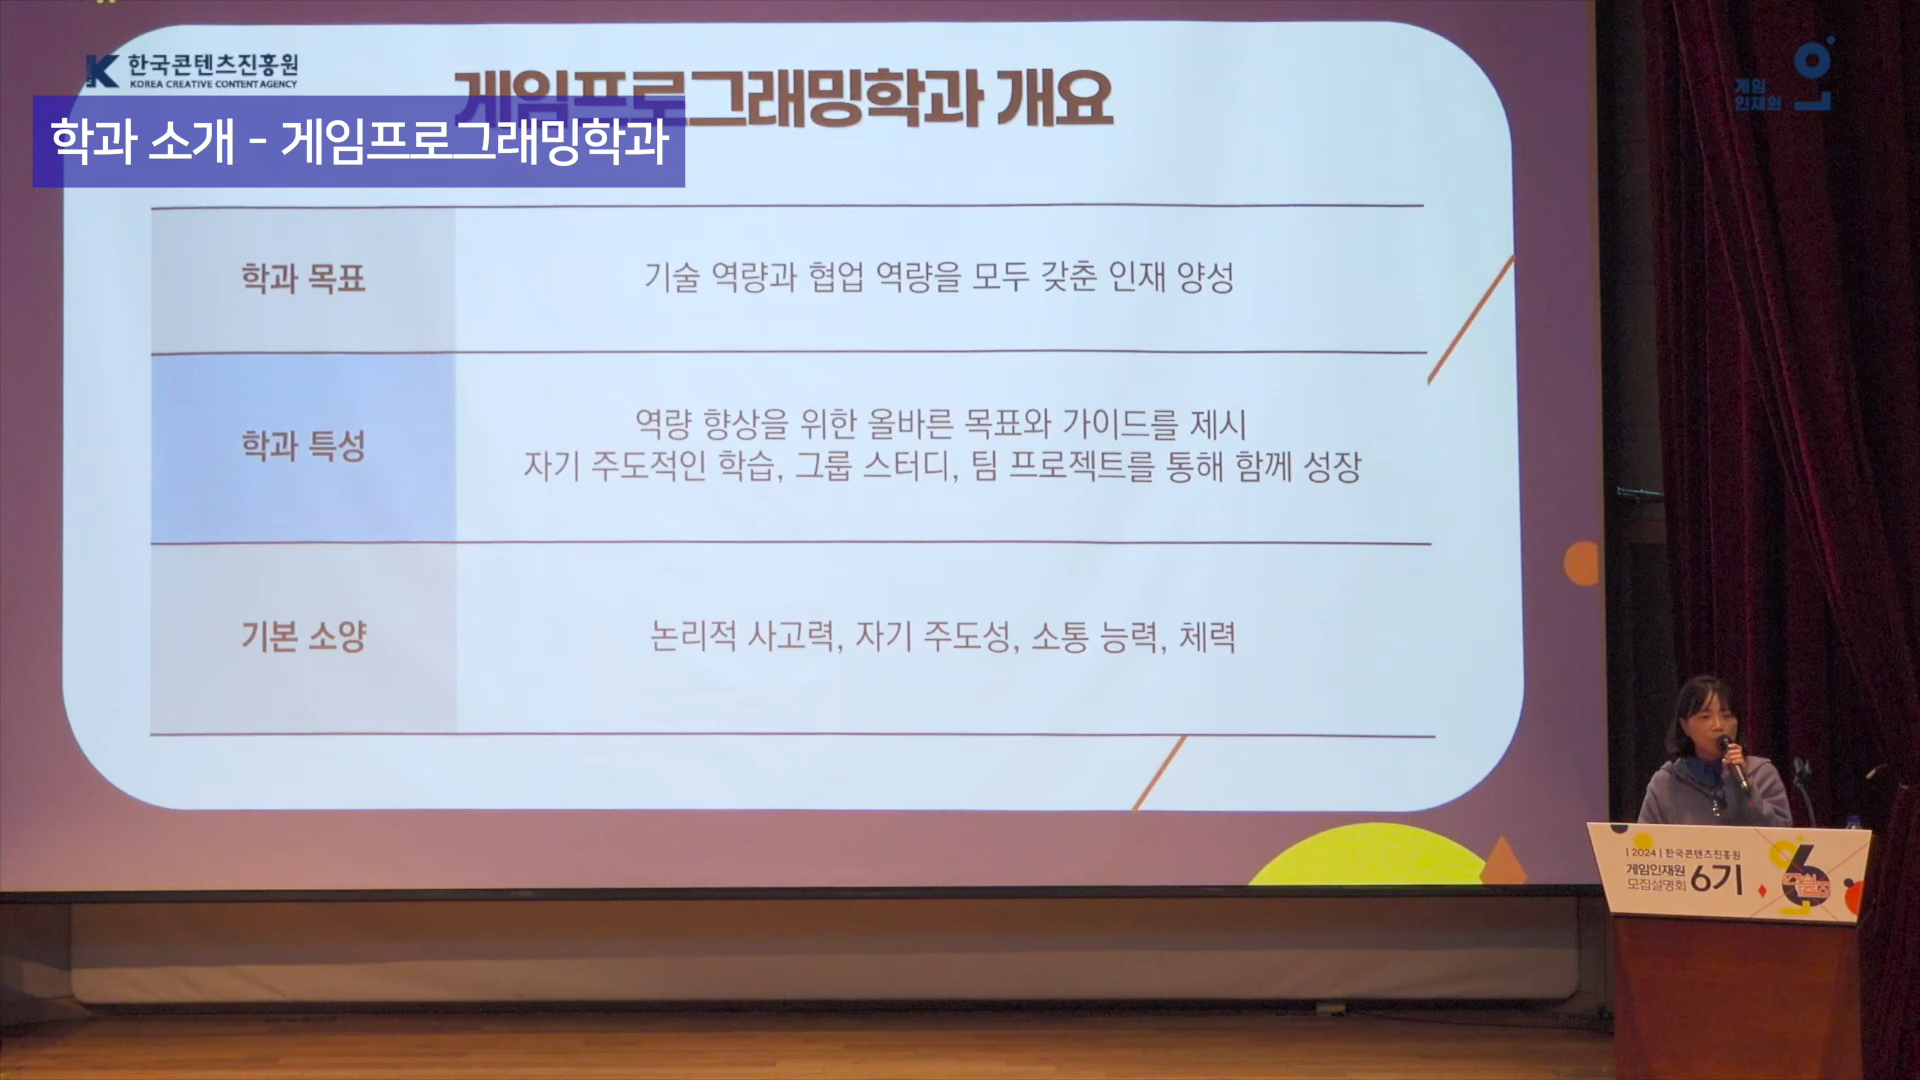 한국콘텐츠진흥원
KOREA CREATIVE CONTENT AGENCY
게임
인재원
게임프로그래밍학과 개요
학과 소개 - 게임프로그래밍학과
학과 목표
기술 역량과 협업 역량을 모두 갖춘 인재 양성
학과 특성
역량 향상을 위한 올바른 목표와 가이드를 제시
자기 주도적인 학습, 그룹 스터디, 팀 프로젝트를 통해 함께 성장
기본 소양
논리적 사고력, 자기 주도성, 소통 능력, 체력
| 2024 | 한국콘텐츠진흥원
게임인재원
모집설명회
6기
6